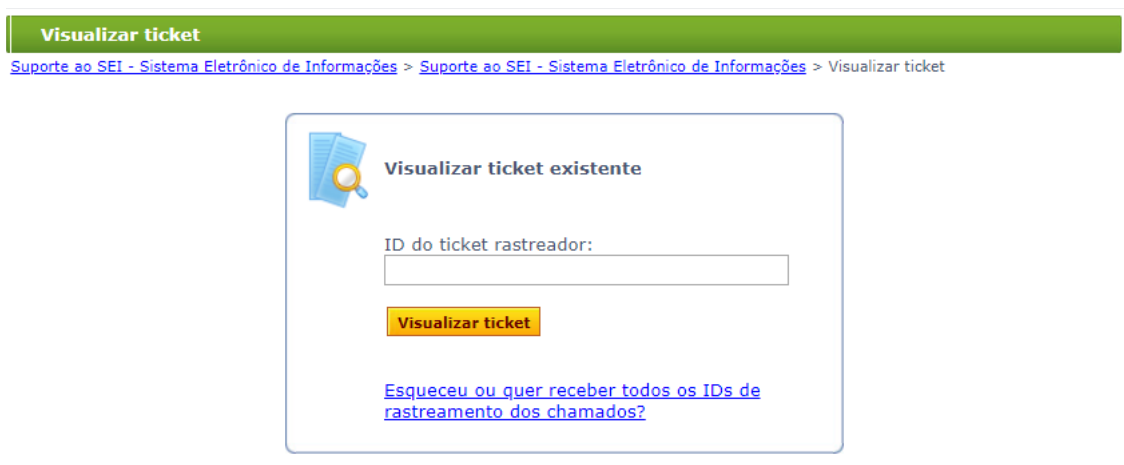 Visualizar ticket
Suporte ao SEI - Sistema Eletrônico de Informações > Suporte ao SEI - Sistema Eletrônico de Informações > Visualizar ticket
Visualizar ticket existente
ID do ticket rastreador:
Visualizar ticket
Esqueceu ou quer receber todos os IDs de
rastreamento dos chamados?